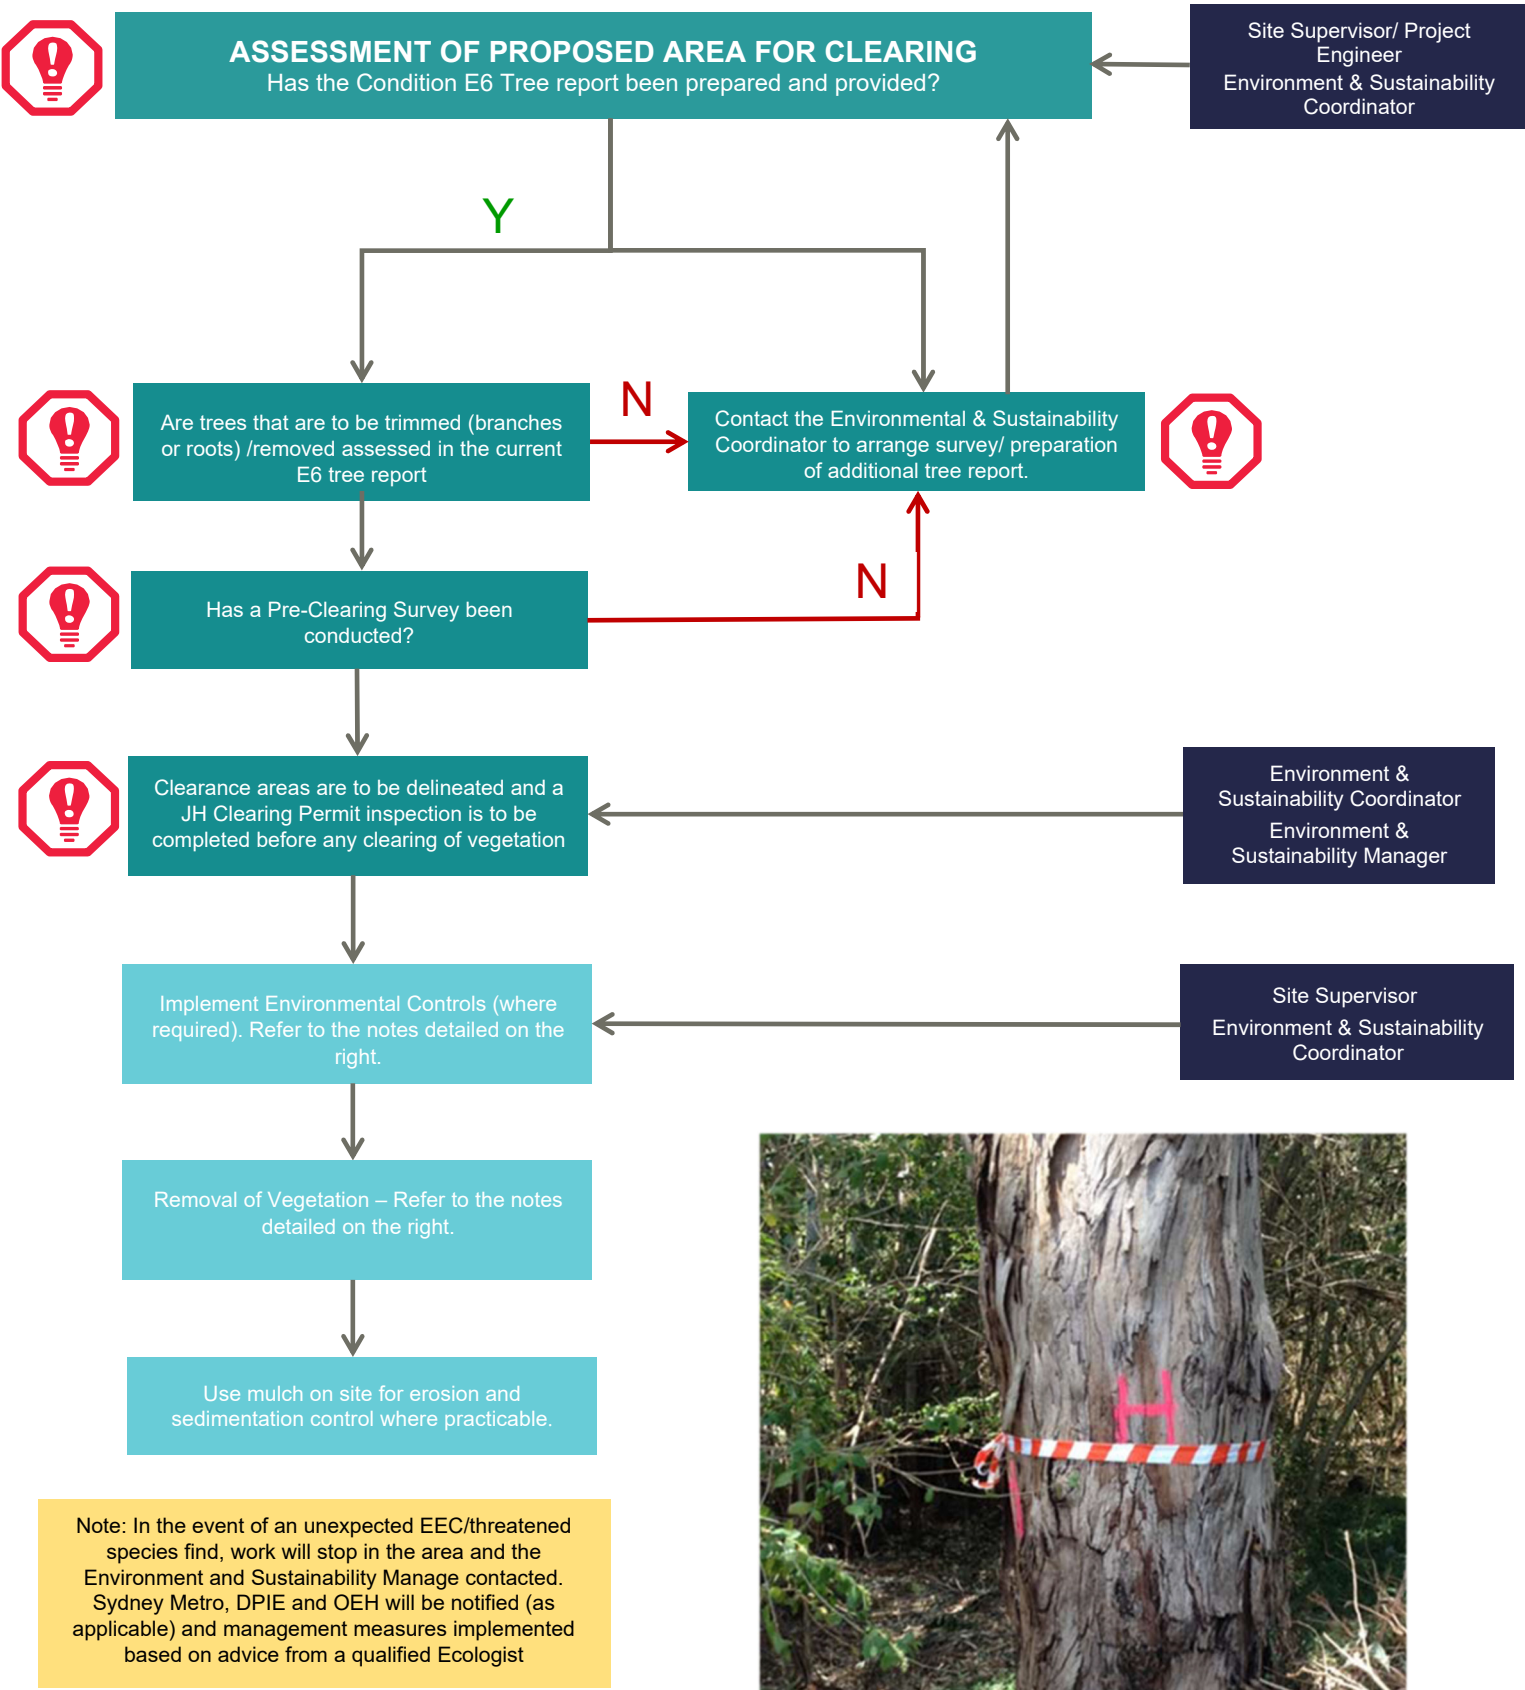 ASSESSMENT OF PROPOSED AREA FOR CLEARING
Has the Condition E6 Tree report been prepared and provided?
Site Supervisor/ Project
Engineer
Environment & Sustainability
Coordinator
Y
Are trees that are to be trimmed (branches
or roots) /removed assessed in the current
E6 tree report
N
Contact the Environmental & Sustainability
Coordinator to arrange survey/ preparation
of additional tree report.
Has a Pre-Clearing Survey been
conducted?
N
Clearance areas are to be delineated and a
JH Clearing Permit inspection is to be
completed before any clearing of vegetation
Environment &
Sustainability Coordinator
Environment &
Sustainability Manager
Implement Environmental Controls (where
required). Refer to the notes detailed on the
right.
Site Supervisor
Environment & Sustainability
Coordinator
Removal of Vegetation – Refer to the notes
detailed on the right.
Use mulch on site for erosion and
sedimentation control where practicable.
H
Note: In the event of an unexpected EEC/threatened
species find, work will stop in the area and the
Environment and Sustainability Manage contacted.
Sydney Metro, DPIE and OEH will be notified (as
applicable) and management measures implemented
based on advice from a qualified Ecologist